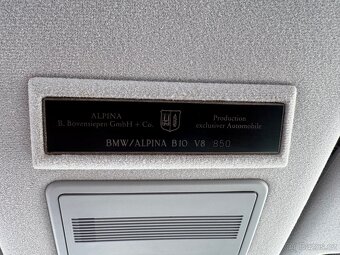 ALPINA
B. Bovensiepen GmbH + Co.
Production
exclusiver Automobile
BMW/ALPINA B10 V8 850